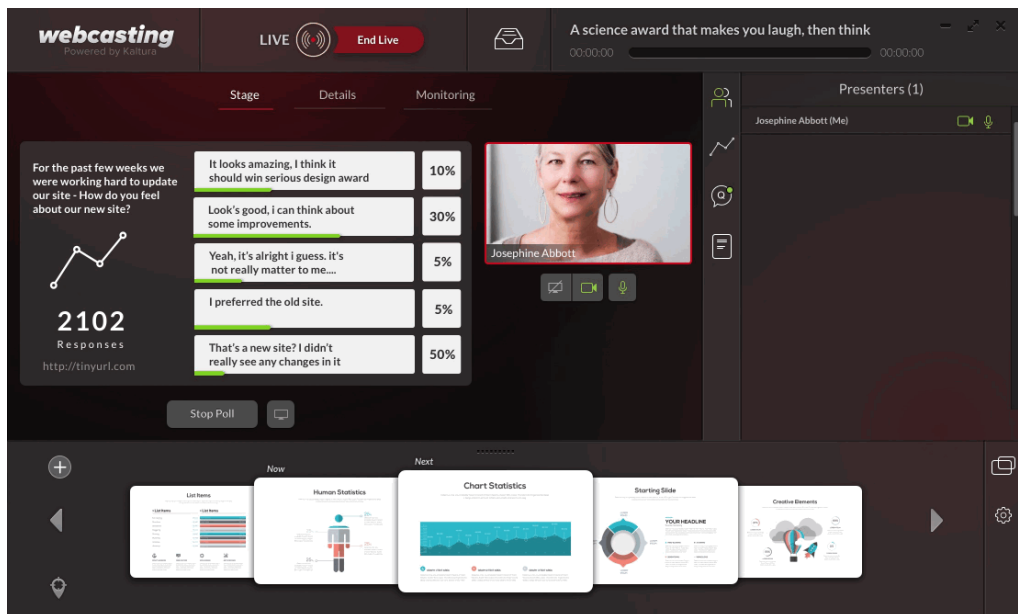 webcasting
Powered by Kaltura
LIVE
End Live
A science award that makes you laugh, then think
00:00:00
00:00:00
Stage
Details
Monitoring
Presenters (1)
Josephine Abbott (Me)
For the past few weeks we
were working hard to update
our site - How do you feel
about our new site?
2102
Responses
http://tinyurl.com
It looks amazing, I think it
should win serious design award
10%
Look's good, i can think about
some improvements.
30%
Yeah, it's alright i guess. it's
not really matter to me....
5%
I preferred the old site.
5%
That's a new site? I didn't
really see any changes in it
50%
Josephine Abbott
Stop Poll
Now
Next
List Items
Human Statistics
Chart Statistics
Starting Slide
YOUR HEADLINE
Creative Elements